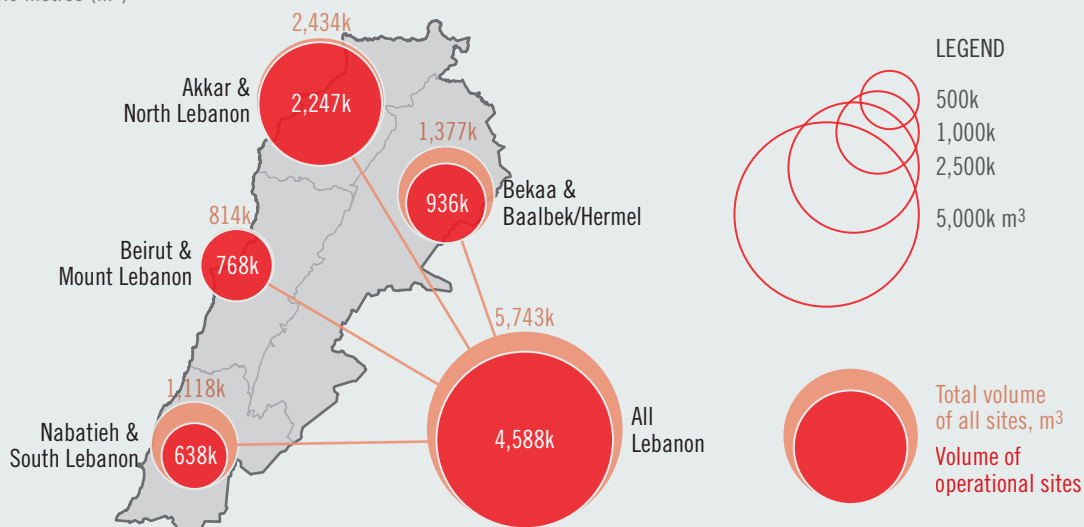 2,434k
Akkar &
North Lebanon
2,247k
1,377k
Bekaa &
Baalbek/Hermel
936k
814k
Beirut &
Mount Lebanon
768k
5,743k
All
Lebanon
4,588k
1,118k
Nabatieh &
South Lebanon
638k
LEGEND
500k
1,000k
2,500k
5,000k m³
Total volume
of all sites, m³
Volume of
operational sites